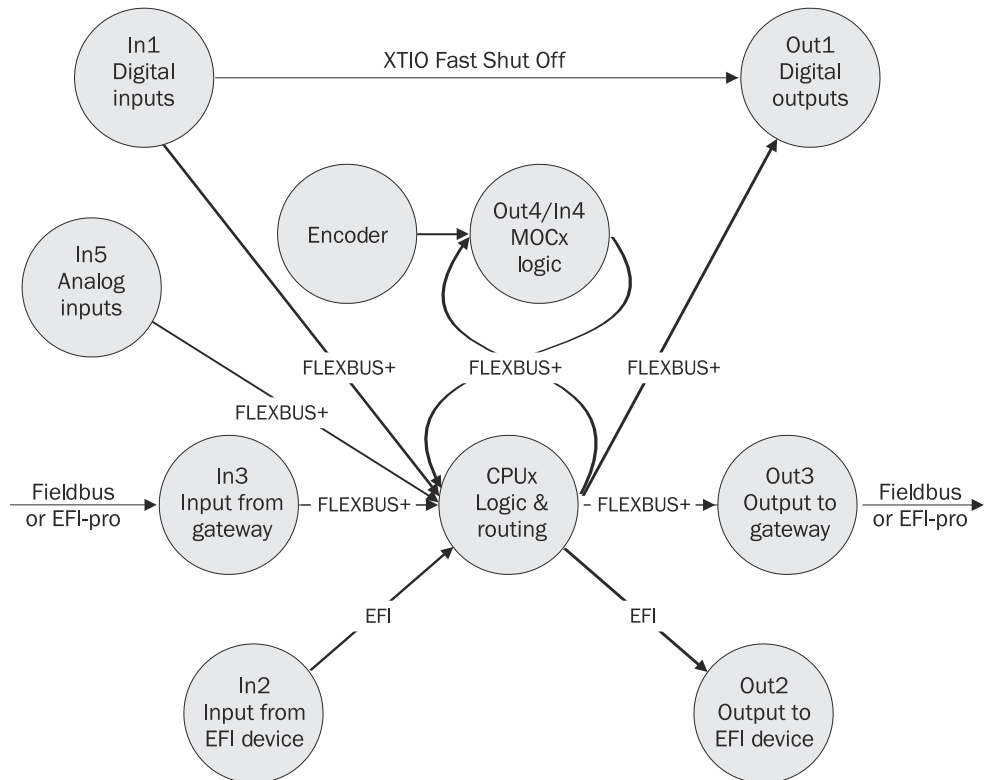 In1
Digital
inputs
XTIO Fast Shut Off
Out1
Digital
outputs
Encoder
Out4/In4
MOCx
logic
In5
Analog
inputs
FLEXBUS+
FLEXBUS+
FLEXBUS+
FLEXBUS+
Fieldbus
or EFI-pro
In3
Input from
gateway
FLEXBUS+
CPUx
Logic &
routing
FLEXBUS+
Out3
Output to
gateway
Fieldbus
or EFI-pro
EFI
EFI
In2
Input from
EFI device
Out2
Output to
EFI device